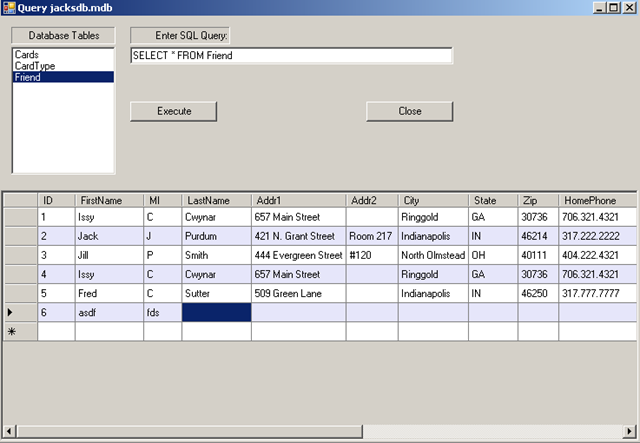 Query jacksdb.mdb
Database Tables
Enter SQL Query:
Cards
CardType
Friend
SELECT * FROM Friend
Execute
Close
ID FirstName MI LastName Addr1 Addr2 City State Zip HomePhone
1 Issy C Cwynar 657 Main Street Ringgold GA 30736 706.321.4321
2 Jack J Purdum 421 N. Grant Street Room 217 Indianapolis IN 46214 317.222.2222
3 Jill P Smith 444 Evergreen Street #120 North Olmstead OH 40111 404.222.4321
4 Issy C Cwynar 657 Main Street Ringgold GA 30736 706.321.4321
5 Fred C Sutter 509 Green Lane Indianapolis IN 46250 317.777.7777
6 asdf fds